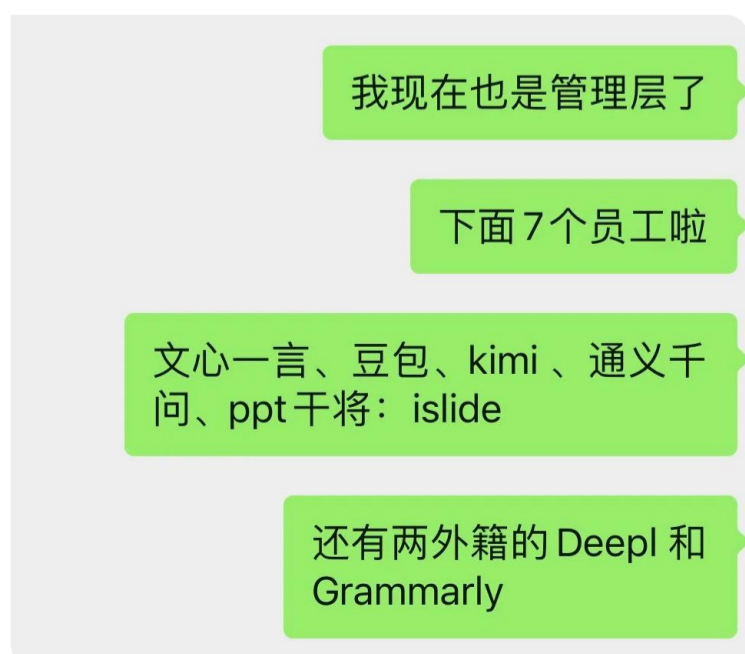 我现在也是管理层了
下面7个员工啦
文心一言、豆包、kimi 、通义千
问、ppt干将：islide
还有两外籍的Deepl 和
Grammarly